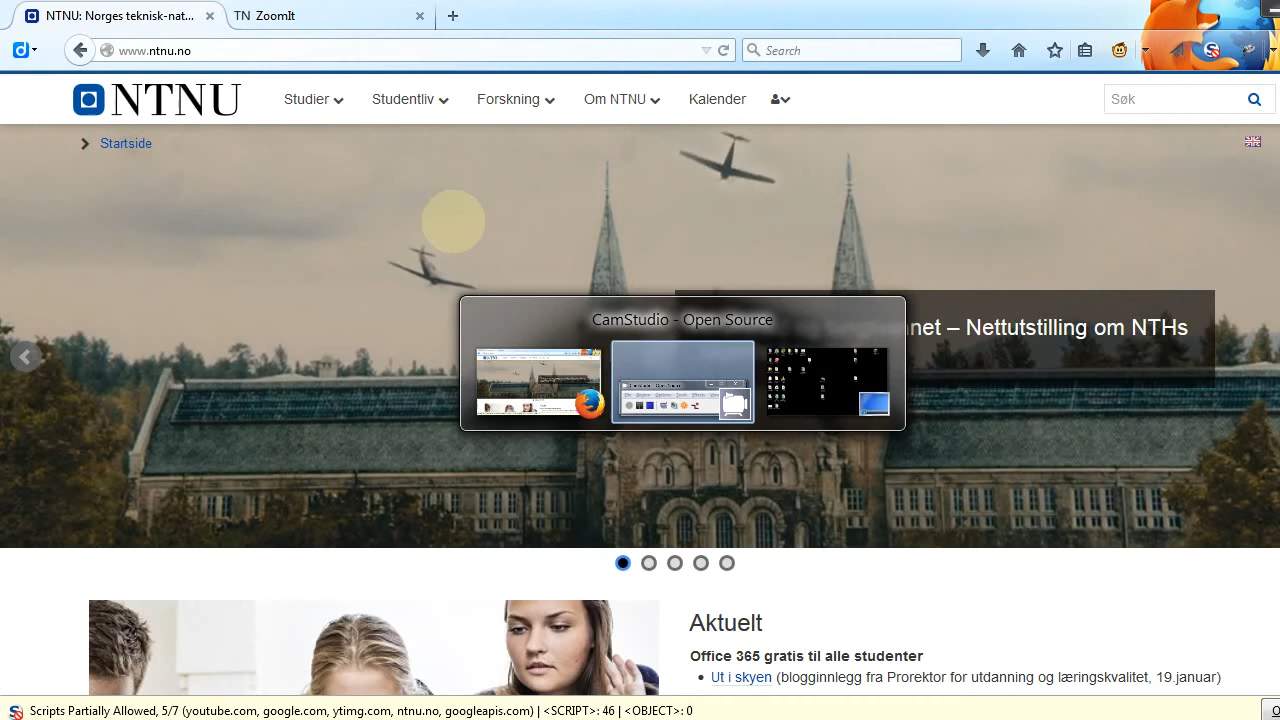 NTNU: Norges teknisk-nat...
TN ZoomIt
www.ntnu.no
Search
NTNU
Studier
Studentliv
Forskning
Om NTNU
Kalender
Søk
Startside
CamStudio - Open Source
net – Nettutstilling om NTHs
Aktuelt
Office 365 gratis til alle studenter
Ut i skyen (blogginnlegg fra Prorektor for utdanning og læringskvalitet, 19.januar)
Scripts Partially Allowed, 5/7 (youtube.com, google.com, ytimg.com, ntnu.no, googleapis.com) | <SCRIPT>: 46 | <OBJECT>: 0